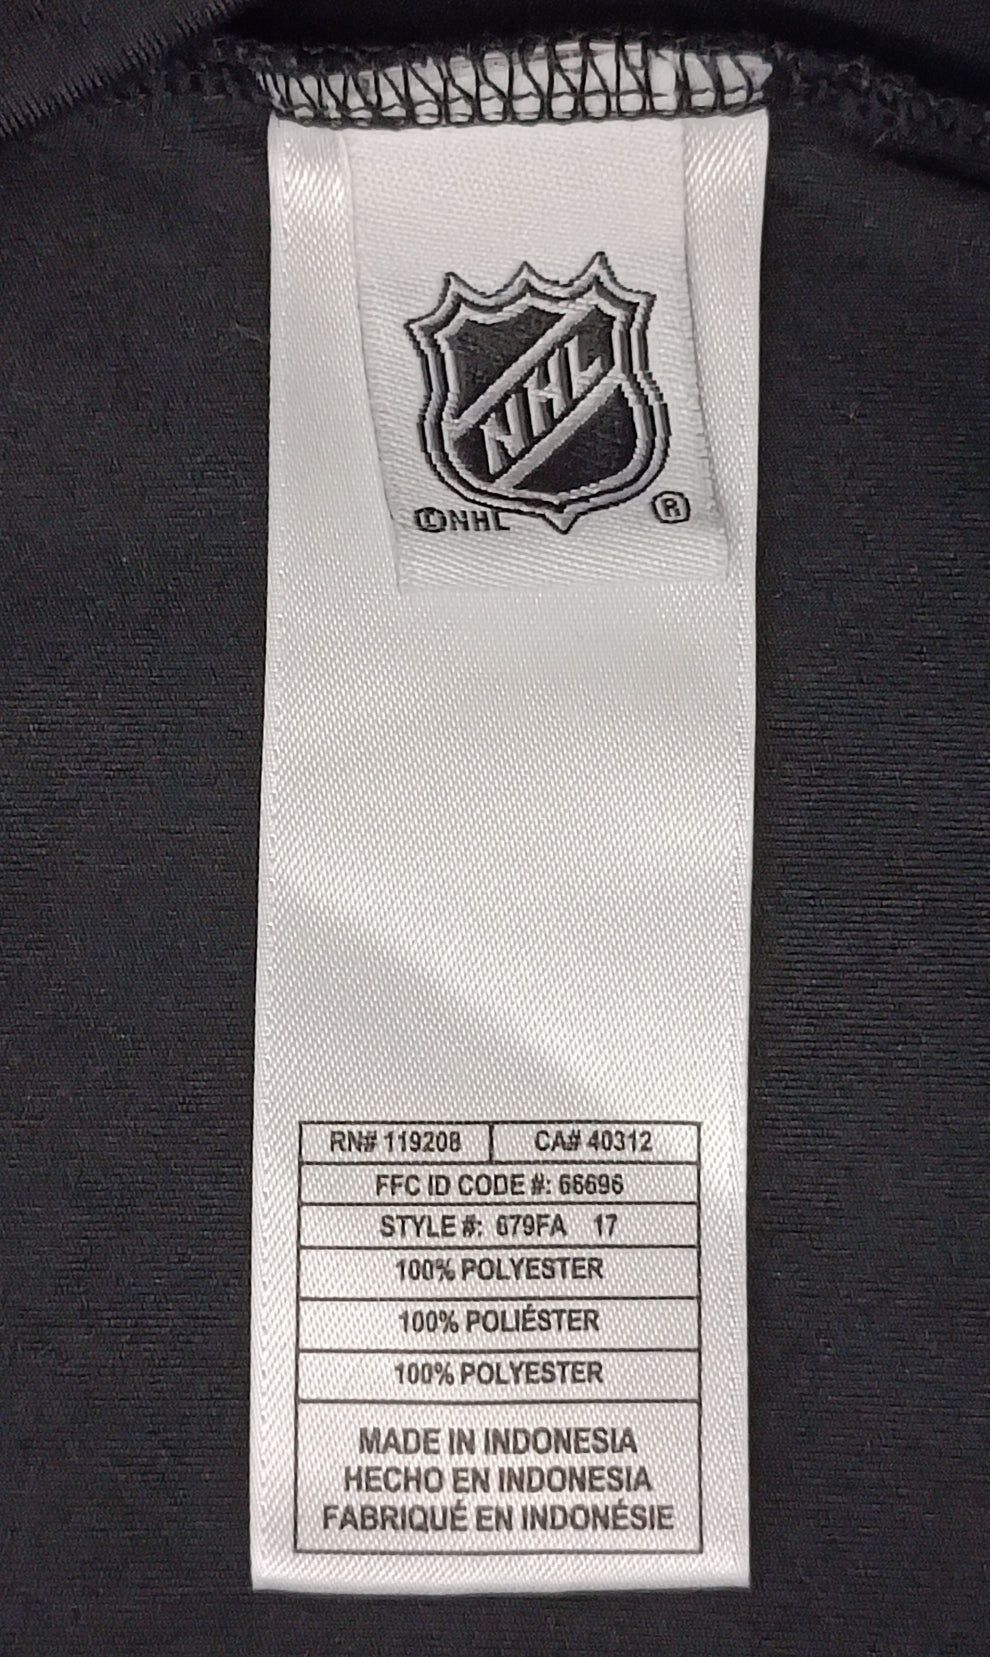 NHL
©NHL ®
RN# 119208 CA# 40312
FFC ID CODE #: 66696
STYLE #: 679FA 17
100% POLYESTER
100% POLIÉSTER
100% POLYESTER
MADE IN INDONESIA
HECHO EN INDONESIA
FABRIQUÉ EN INDONÉSIE